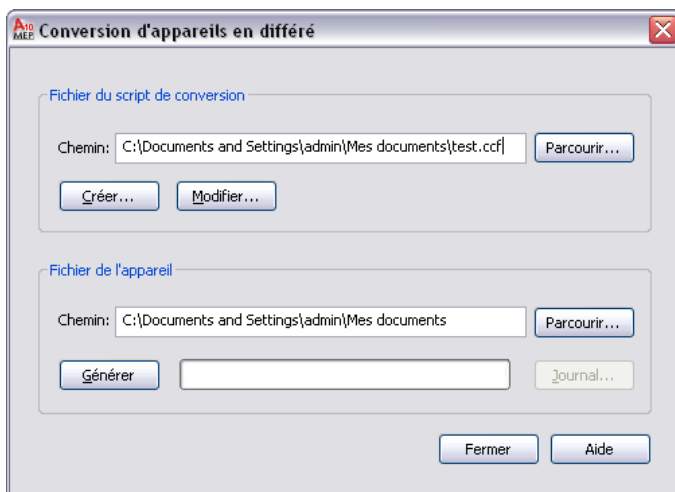 A10 MEP Conversion d'appareils en différé
Fichier du script de conversion
Chemin: C:\Documents and Settings\admin\Mes documents\test.ccf Parcourir...
Créer... Modifier...
Fichier de l'appareil
Chemin: C:\Documents and Settings\admin\Mes documents Parcourir...
Générer Journal...
Fermer Aide